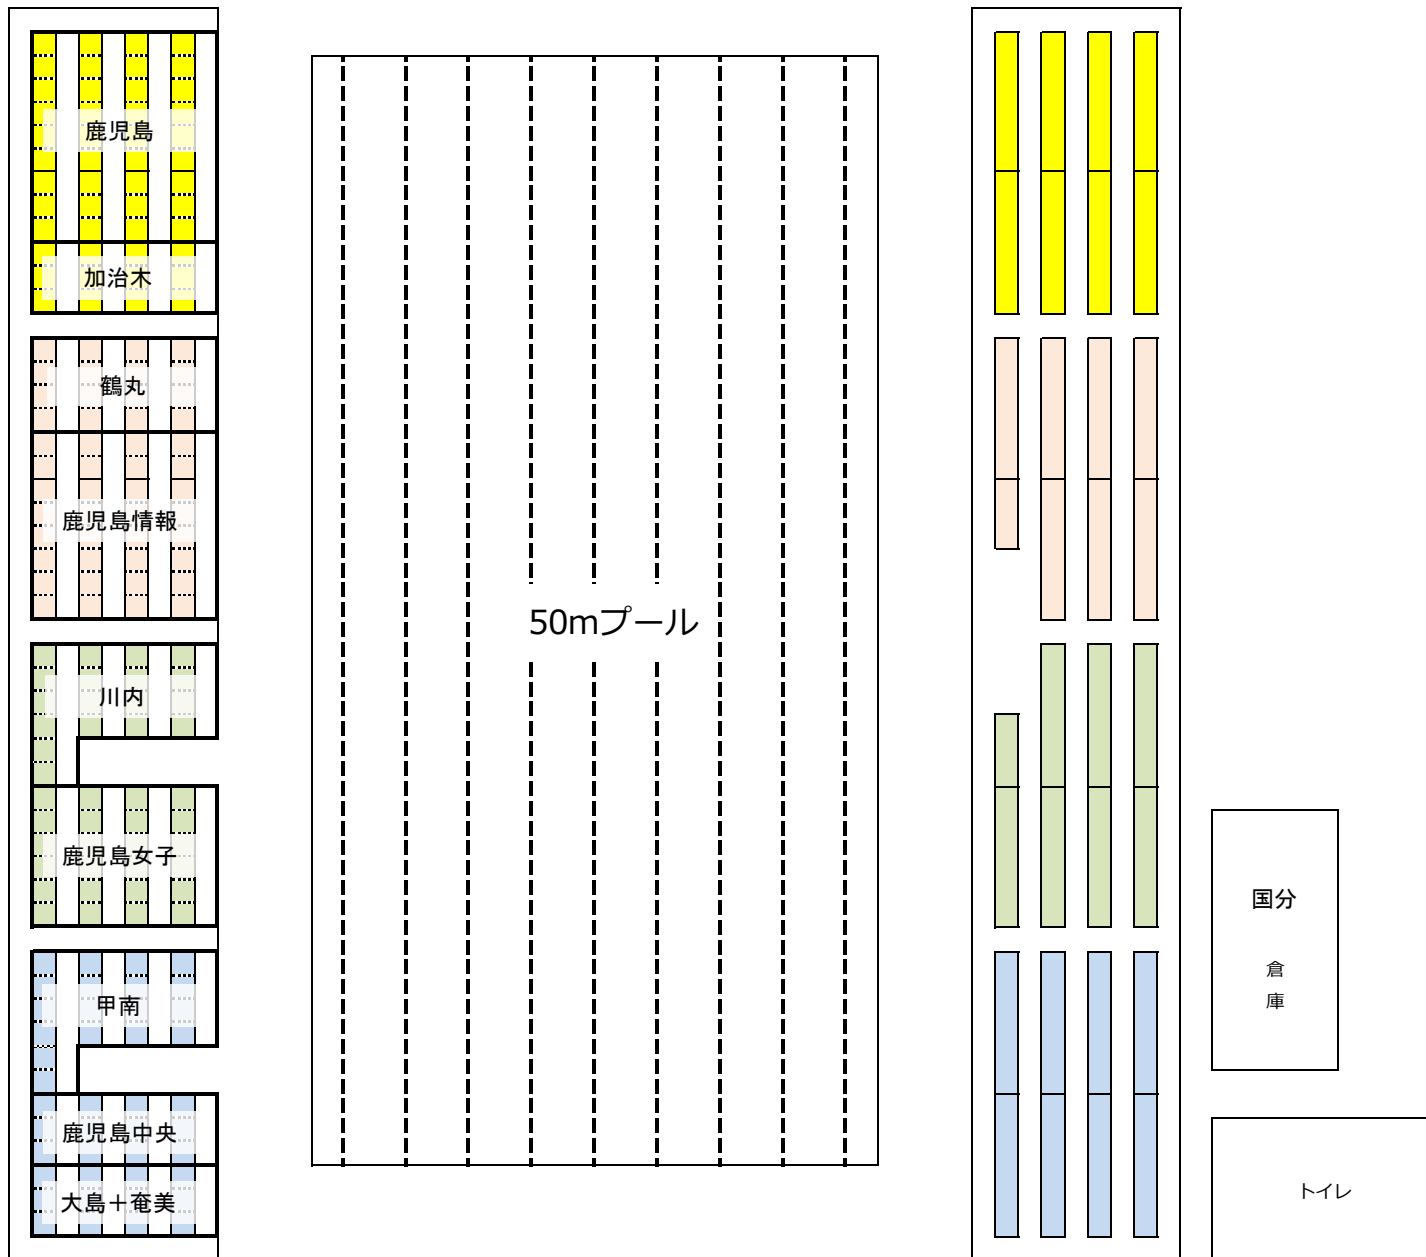 鹿児島
加治木
鶴丸
鹿児島情報
川内
鹿児島女子
甲南
鹿児島中央
大島＋奄美
50mプール
国分
倉
庫
トイレ